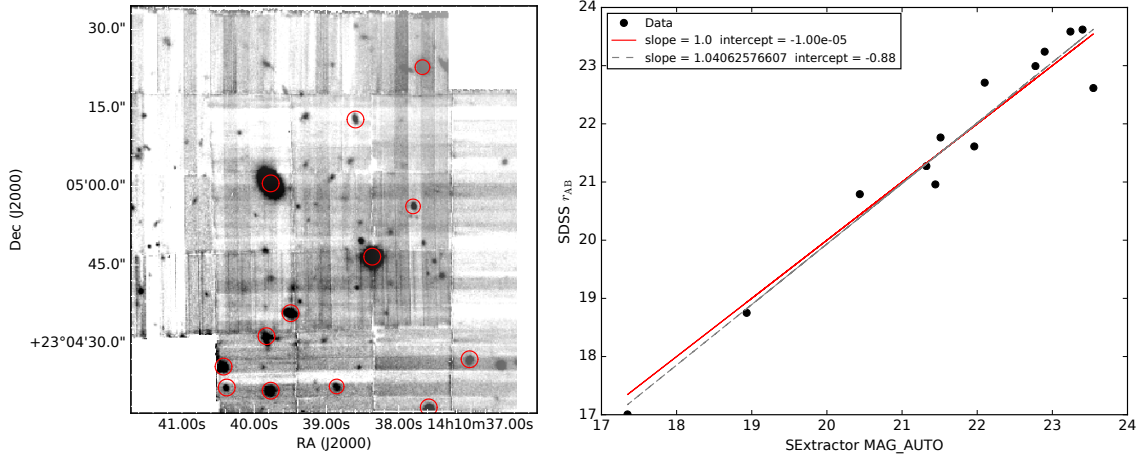 30.0"
15.0"
05'00.0"
45.0"
+23°04'30.0"
Dec (J2000)
41.00s 40.00s 39.00s 38.00s 14h10m37.00s
RA (J2000)
Data
slope = 1.0 intercept = -1.00e-05
slope = 1.04062576607 intercept = -0.88
24
23
22
21
20
19
18
17
SDSS r_AB
17 18 19 20 21 22 23 24
SExtractor MAG_AUTO